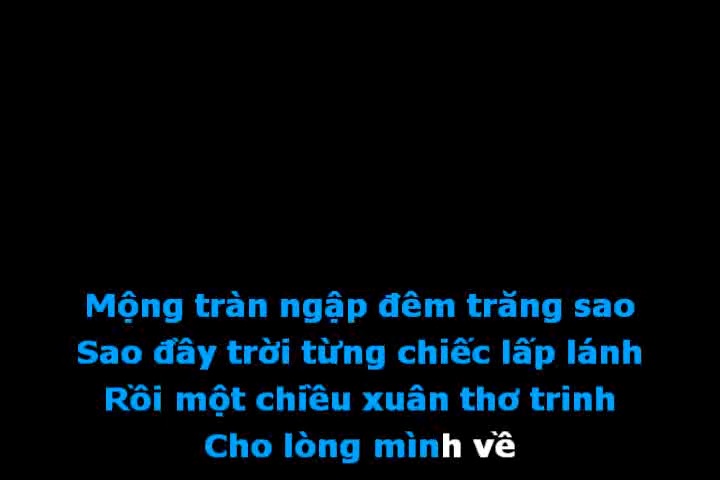 Mộng tràn ngập đêm trăng sao
Sao đầy trời từng chiếc lấp lánh
Rồi một chiều xuân thơ trinh
Cho lòng mình về